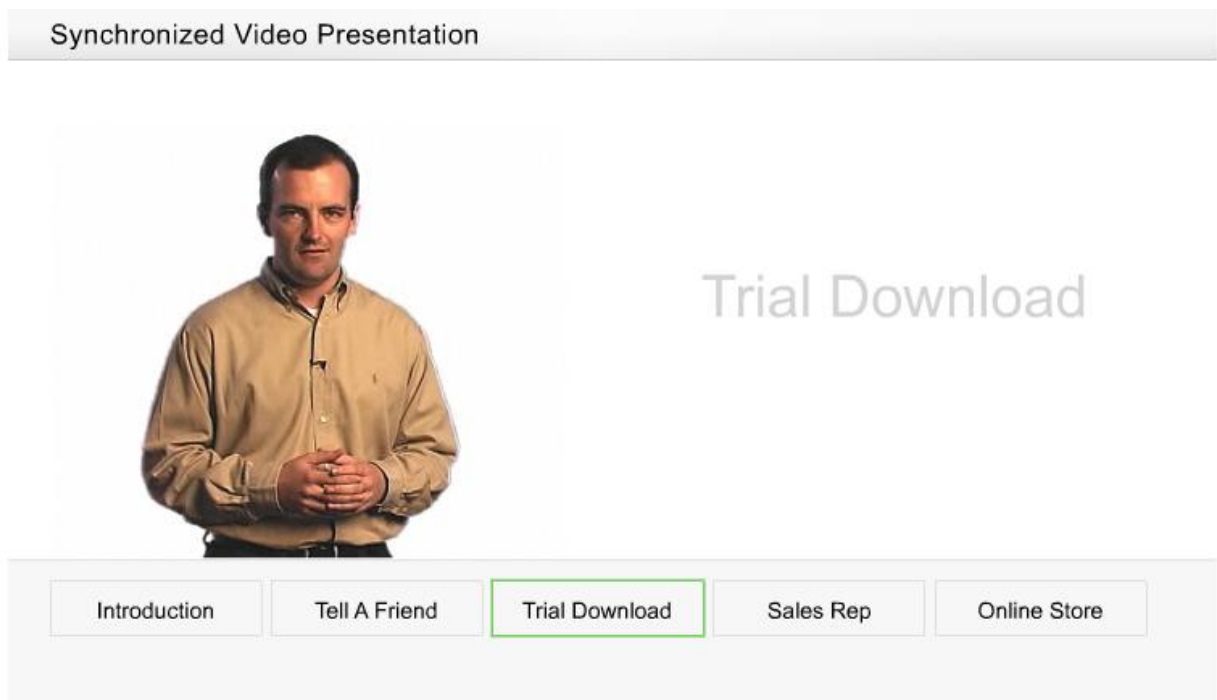 Synchronized Video Presentation
Trial Download
Introduction
Tell A Friend
Trial Download
Sales Rep
Online Store